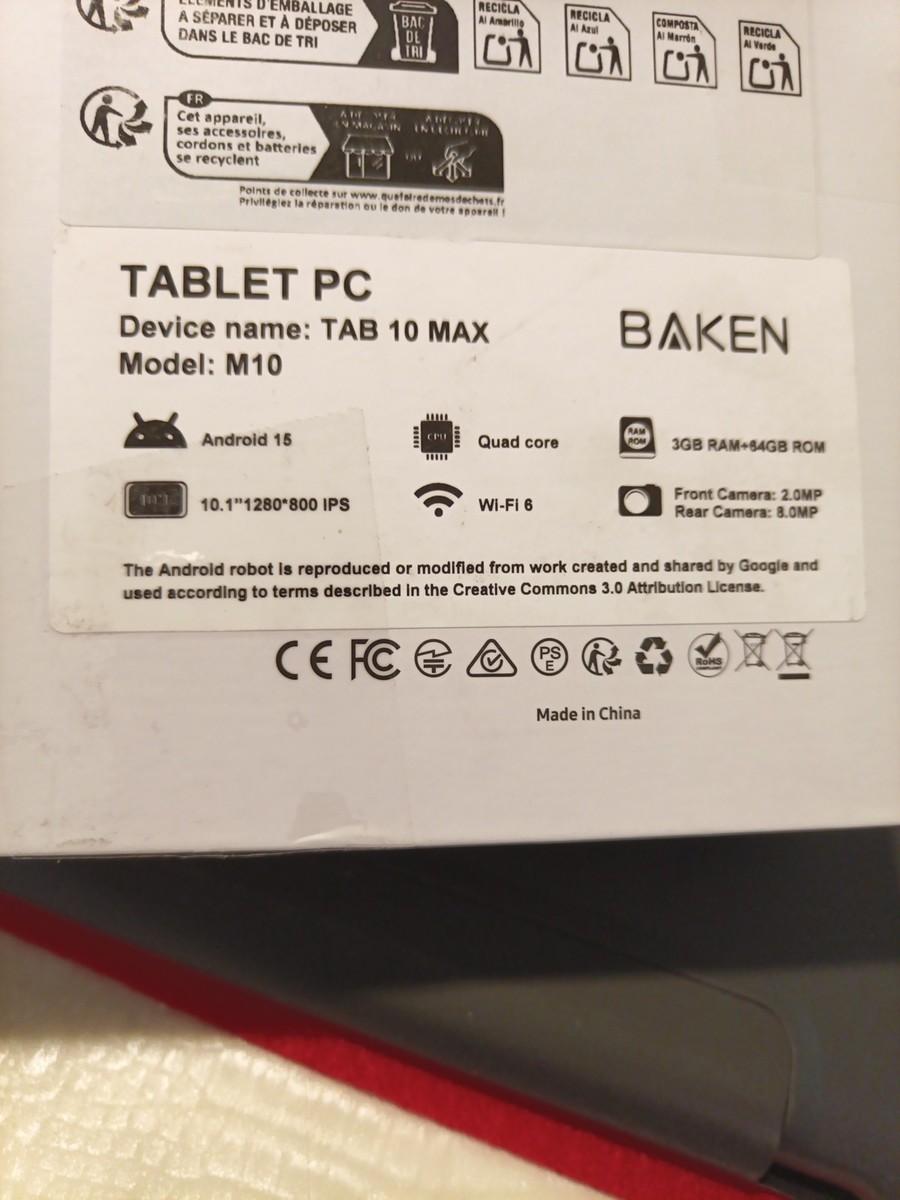 ÉLÉMENTS D'EMBALLAGE
À SÉPARER ET À DÉPOSER
DANS LE BAC DE TRI
BAC
DE
TRI
RECICLA
Al Amarillo
RECICLA
Al Azul
COMPOSTA
Al Marrón
RECICLA
Al Verde
FR
Cet appareil,
ses accessoires,
cordons et batteries
se recyclent
EN MAGASIN
OU
Points de collecte sur www.quefairedemesdechets.fr
Privilégiez la réparation ou le don de votre appareil !
TABLET PC
Device name: TAB 10 MAX
Model: M10
BAKEN
Android 15
CPU
Quad core
RAM
ROM
3GB RAM+64GB ROM
10.1
10.1"1280*800 IPS
Wi-Fi 6
Front Camera: 2.0MP
Rear Camera: 8.0MP
The Android robot is reproduced or modified from work created and shared by Google and
used according to terms described in the Creative Commons 3.0 Attribution License.
CE FC PS E RoHS
Made in China